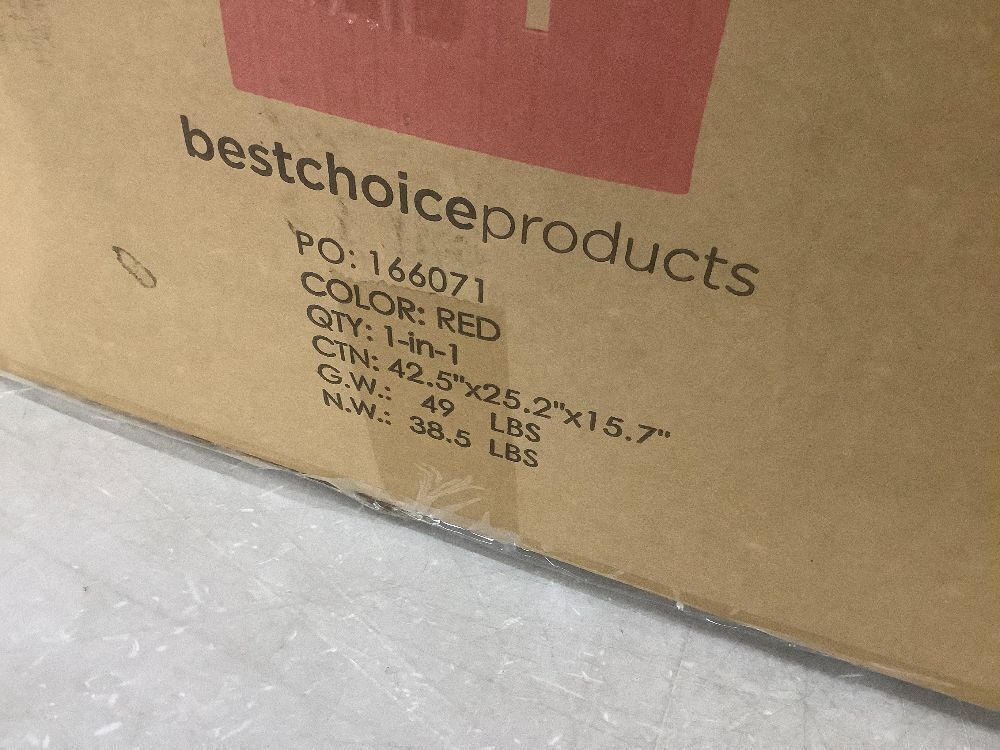 bestchoiceproducts
PO: 166071
COLOR: RED
QTY: 1-in-1
CTN: 42.5"x25.2"x15.7"
G.W.: 49 LBS
N.W.: 38.5 LBS